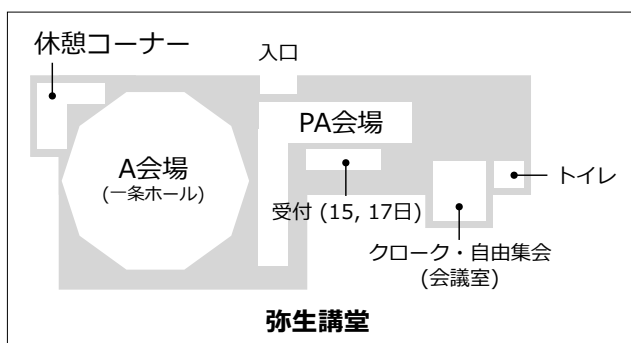 休憩コーナー
入口
PA会場
A会場
(一条ホール)
トイレ
受付 (15, 17日)
クローク・自由集会
(会議室)
弥生講堂